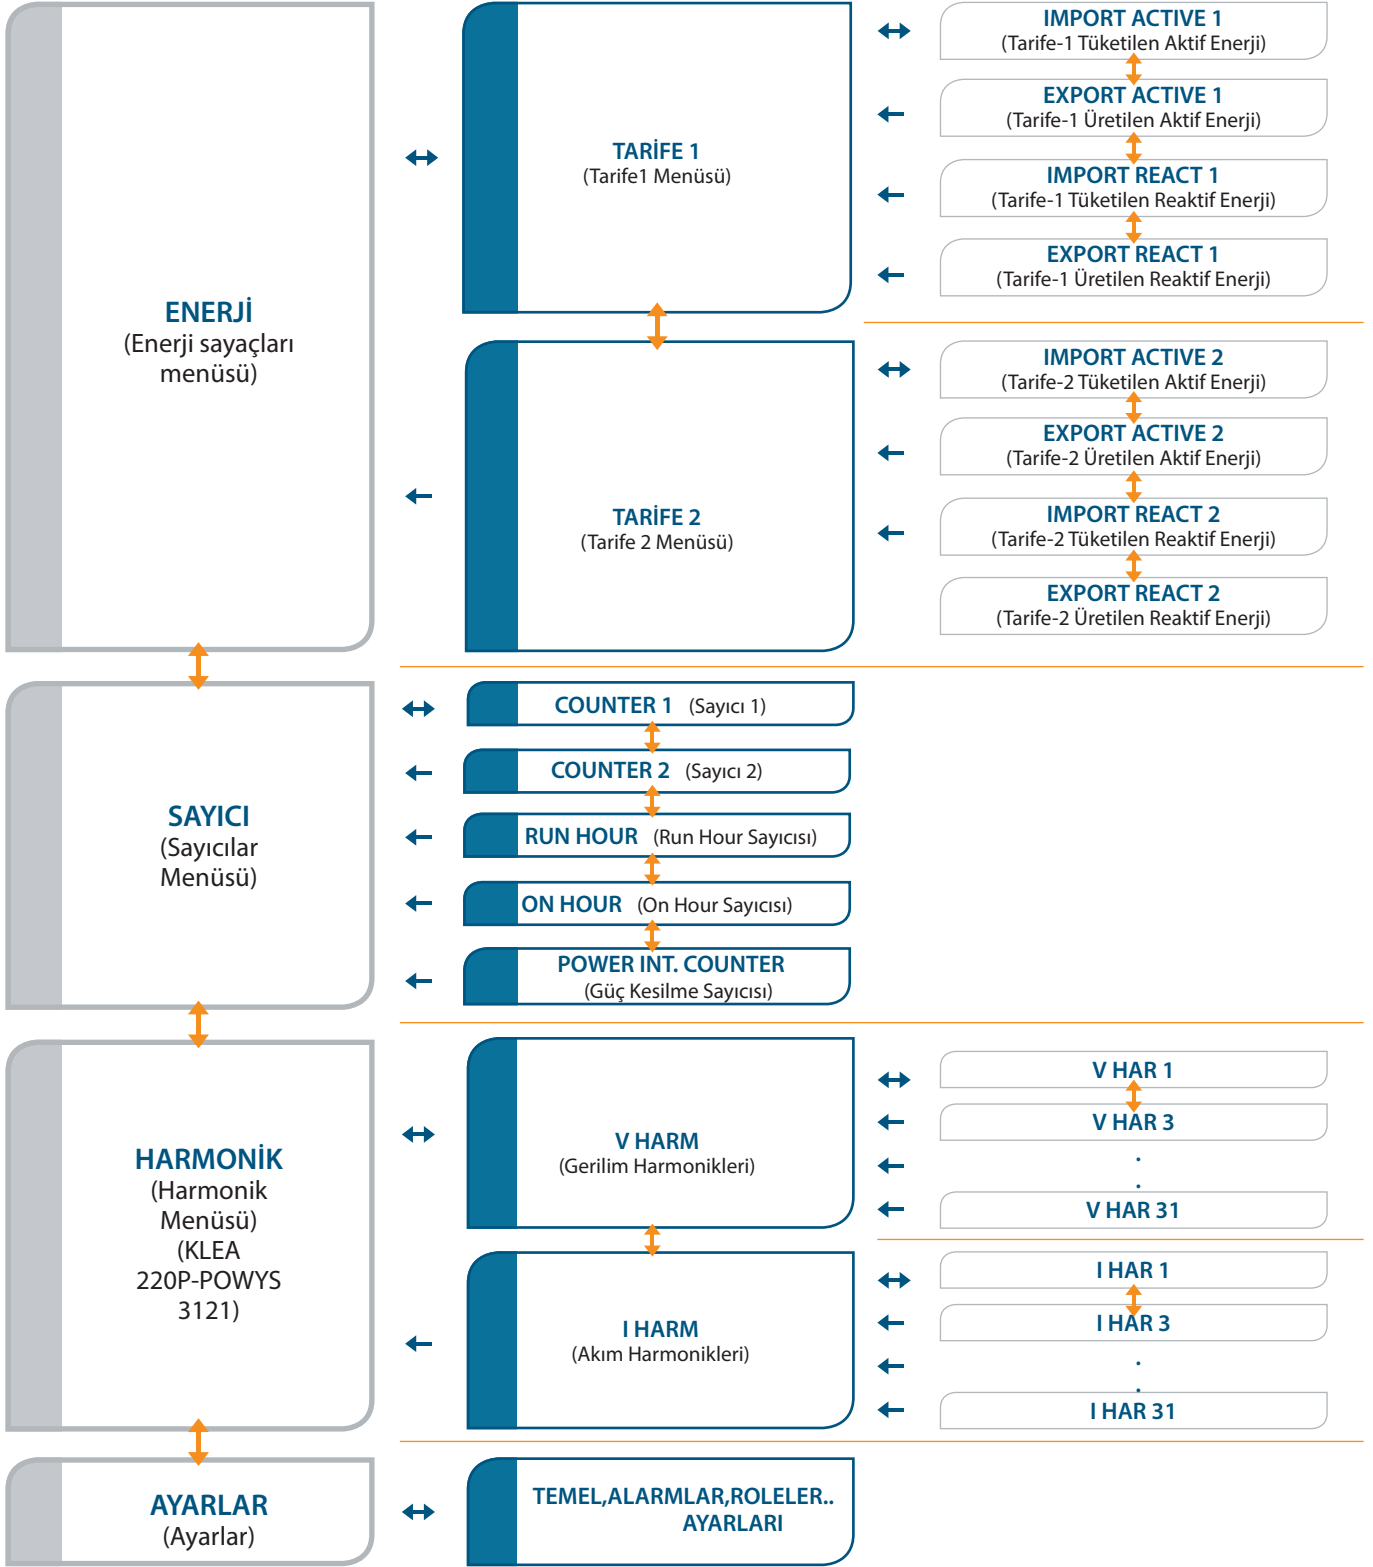 ENERJİ
(Enerji sayaçları
menüsü)
TARİFE 1
(Tarife1 Menüsü)
IMPORT ACTIVE 1
(Tarife-1 Tüketilen Aktif Enerji)
EXPORT ACTIVE 1
(Tarife-1 Üretilen Aktif Enerji)
IMPORT REACT 1
(Tarife-1 Tüketilen Reaktif Enerji)
EXPORT REACT 1
(Tarife-1 Üretilen Reaktif Enerji)
TARİFE 2
(Tarife 2 Menüsü)
IMPORT ACTIVE 2
(Tarife-2 Tüketilen Aktif Enerji)
EXPORT ACTIVE 2
(Tarife-2 Üretilen Aktif Enerji)
IMPORT REACT 2
(Tarife-2 Tüketilen Reaktif Enerji)
EXPORT REACT 2
(Tarife-2 Üretilen Reaktif Enerji)
SAYICI
(Sayıcılar
Menüsü)
COUNTER 1 (Sayıcı 1)
COUNTER 2 (Sayıcı 2)
RUN HOUR (Run Hour Sayıcısı)
ON HOUR (On Hour Sayıcısı)
POWER INT. COUNTER
(Güç Kesilme Sayıcısı)
HARMONİK
(Harmonik
Menüsü)
(KLEA
220P-POWYS
3121)
V HARM
(Gerilim Harmonikleri)
V HAR 1
V HAR 3
.
.
V HAR 31
I HARM
(Akım Harmonikleri)
I HAR 1
I HAR 3
.
.
I HAR 31
AYARLAR
(Ayarlar)
TEMEL,ALARMLAR,ROLELER..
AYARLARI